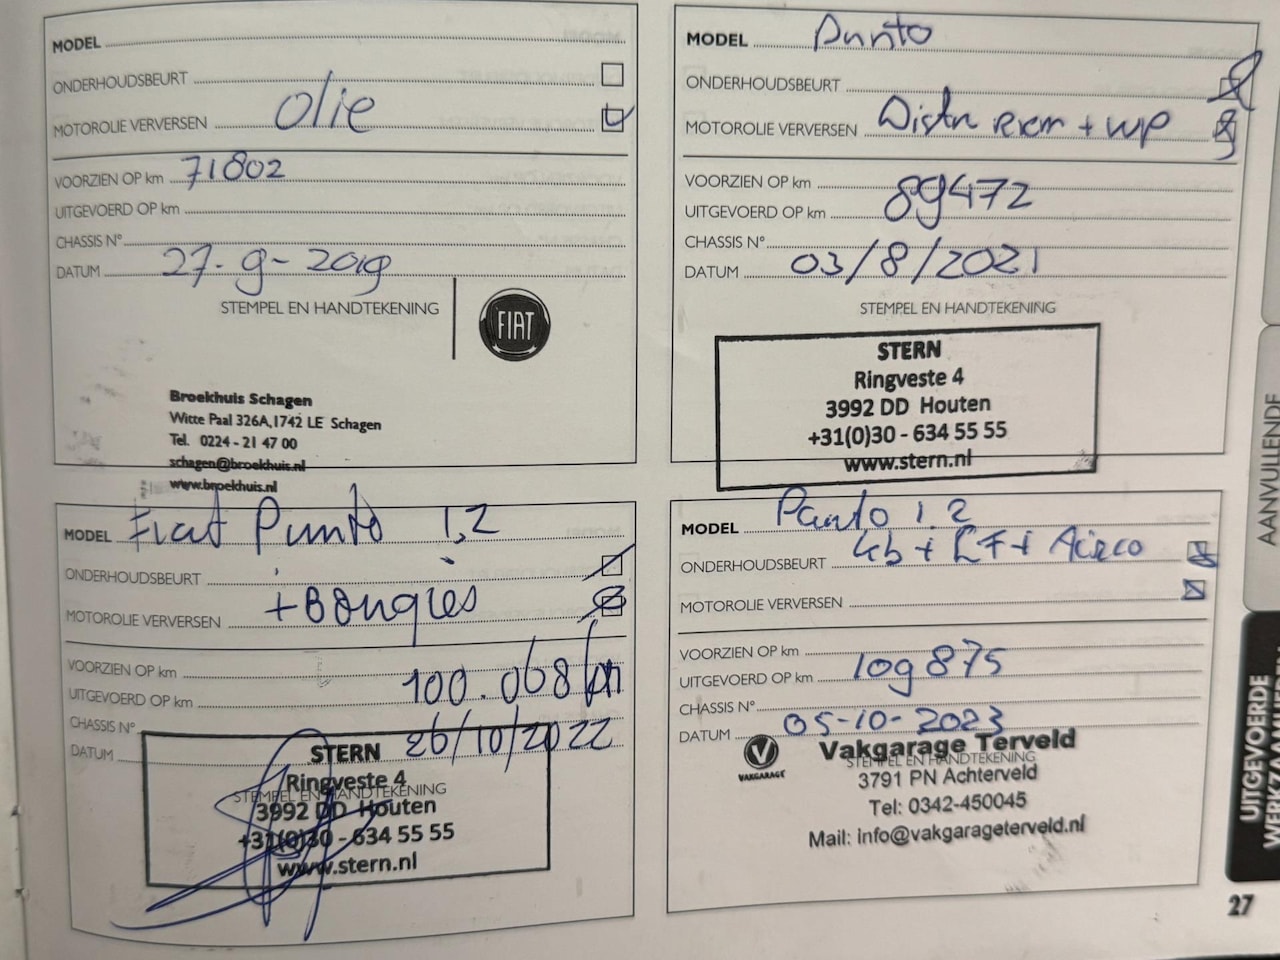 MODEL
ONDERHOUDSBEURT
MOTOROLIE VERVERSEN Olie
VOORZIEN OP km 71802
UITGEVOERD OP km
CHASSIS N°
DATUM 27-9-2019
STEMPEL EN HANDTEKENING
FIAT
Broekhuis Schagen
Witte Paal 326A, 1742 LE Schagen
Tel. 0224 - 21 47 00
schagen@broekhuis.nl
www.broekhuis.nl
MODEL Punto
ONDERHOUDSBEURT
MOTOROLIE VERVERSEN Distr riem + WP
VOORZIEN OP km
UITGEVOERD OP km 89472
CHASSIS N°
DATUM 03/8/2021
STEMPEL EN HANDTEKENING
STERN
Ringveste 4
3992 DD Houten
+31(0)30 - 634 55 55
www.stern.nl
MODEL Fiat Punto 1,2
ONDERHOUDSBEURT
MOTOROLIE VERVERSEN + Bougies
VOORZIEN OP km
UITGEVOERD OP km 100.068 km
CHASSIS N°
DATUM 26/10/2022
STEMPEL EN HANDTEKENING
STERN
Ringveste 4
3992 DD Houten
+31(0)30 - 634 55 55
www.stern.nl
MODEL Punto 1.2
ONDERHOUDSBEURT + Airco
MOTOROLIE VERVERSEN
VOORZIEN OP km
UITGEVOERD OP km 109875
CHASSIS N°
DATUM 05-10-2023
VAKGARAGE
Vakgarage Terveld
STEMPEL EN HANDTEKENING
3791 PN Achterveld
Tel: 0342-450045
Mail: info@vakgarageterveld.nl
AANVULLENDE
UITGEVOERDE
27